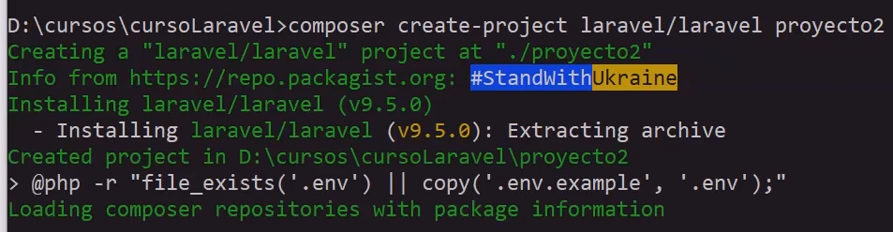 D:\cursos\cursoLaravel>composer create-project laravel/laravel proyecto2
Creating a "laravel/laravel" project at "./proyecto2"
Info from https://repo.packagist.org: #StandWithUkraine
Installing laravel/laravel (v9.5.0)
  - Installing laravel/laravel (v9.5.0): Extracting archive
Created project in D:\cursos\cursoLaravel\proyecto2
> @php -r "file_exists('.env') || copy('.env.example', '.env');"
Loading composer repositories with package information